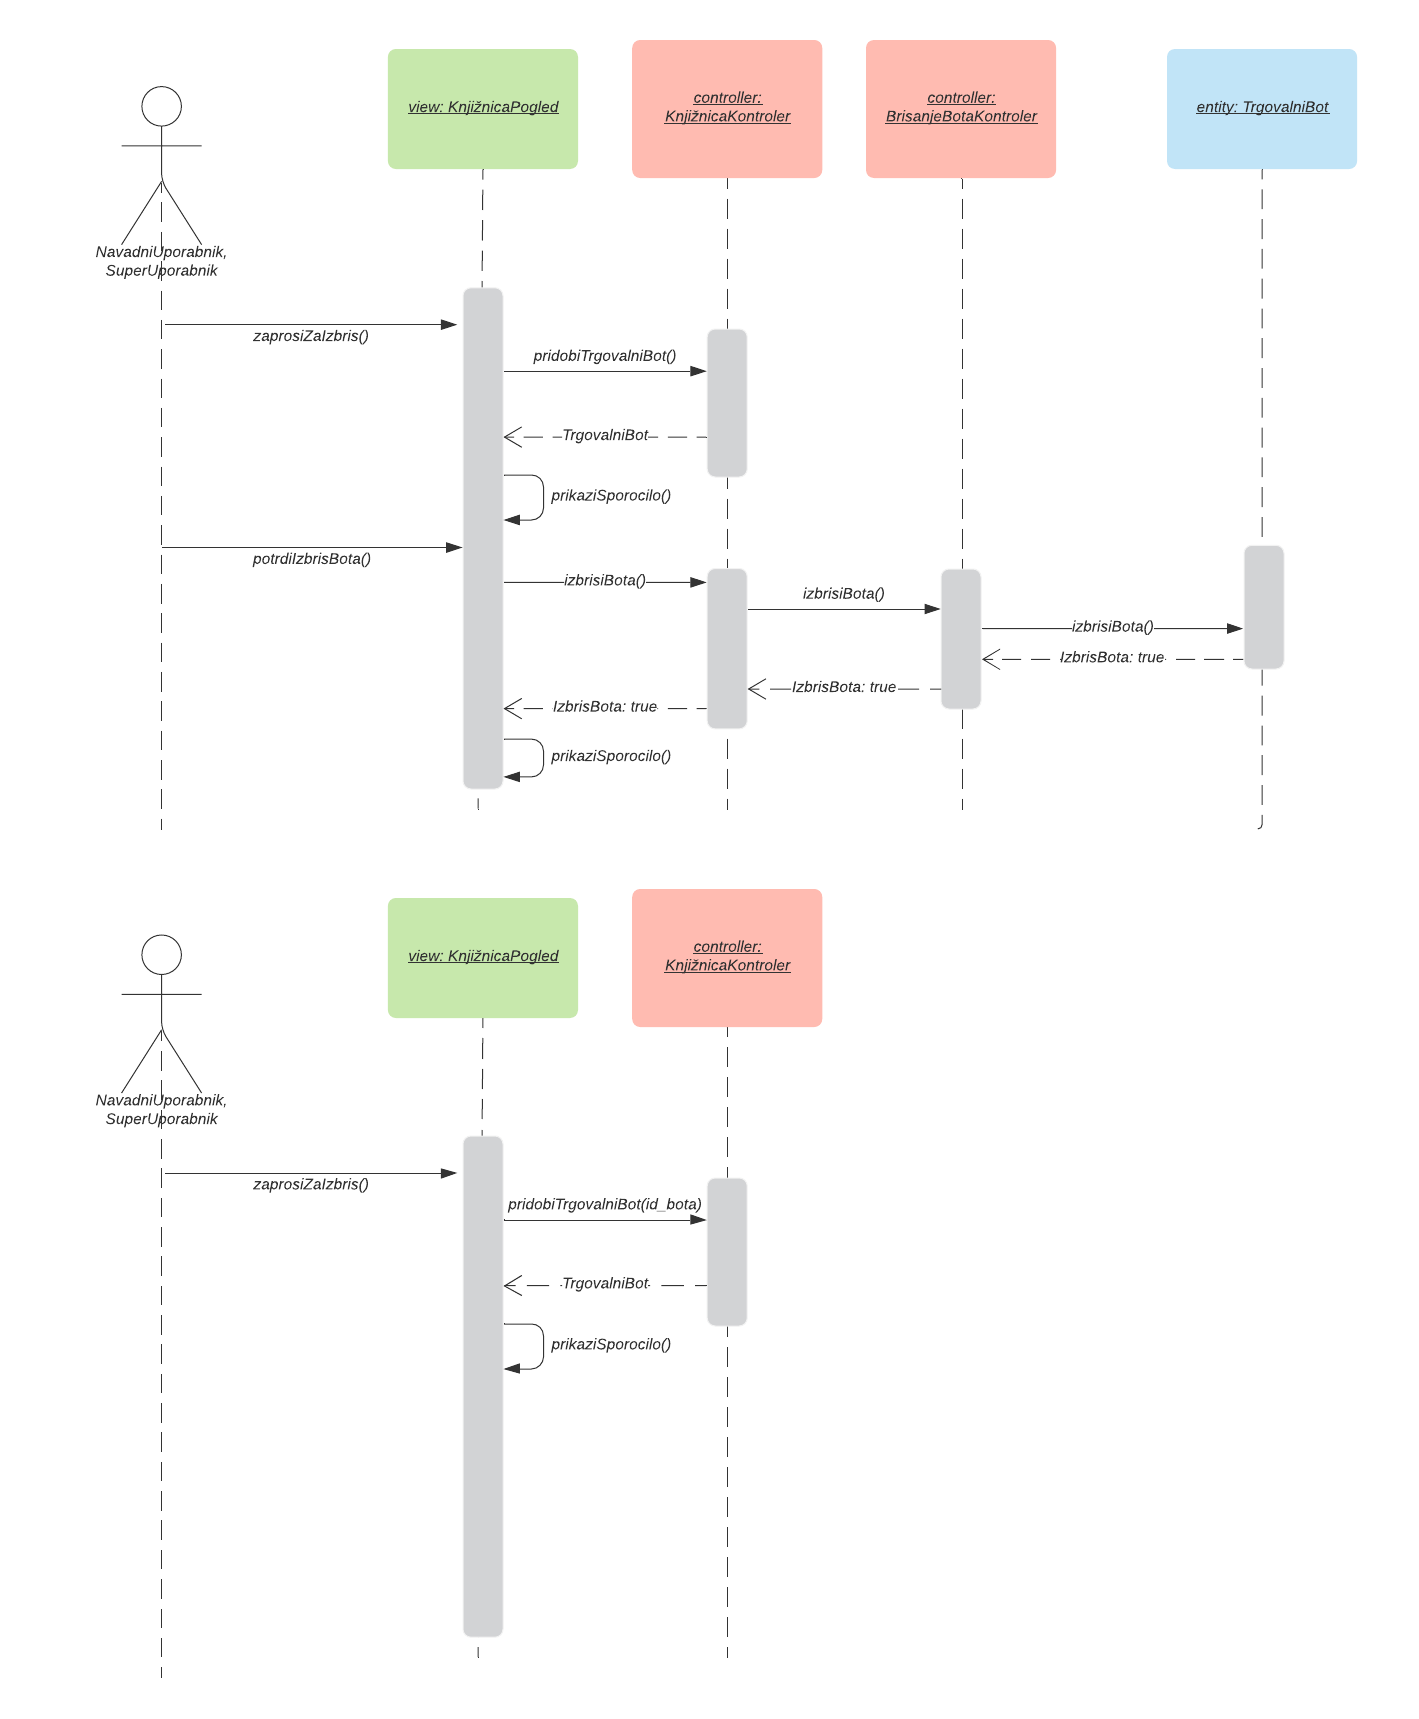 view: KnjižnicaPogled
controller:
KnjižnicaKontroler
controller:
BrisanjeBotaKontroler
entity: TrgovalniBot
NavadniUporabnik,
SuperUporabnik
zaprosiZaIzbris()
pridobiTrgovalniBot()
TrgovalniBot
prikaziSporocilo()
potrdiIzbrisBota()
izbrisiBota()
izbrisiBota()
izbrisiBota()
IzbrisBota: true
IzbrisBota: true
IzbrisBota: true
prikaziSporocilo()
view: KnjižnicaPogled
controller:
KnjižnicaKontroler
NavadniUporabnik,
SuperUporabnik
zaprosiZaIzbris()
pridobiTrgovalniBot(id_bota)
TrgovalniBot
prikaziSporocilo()